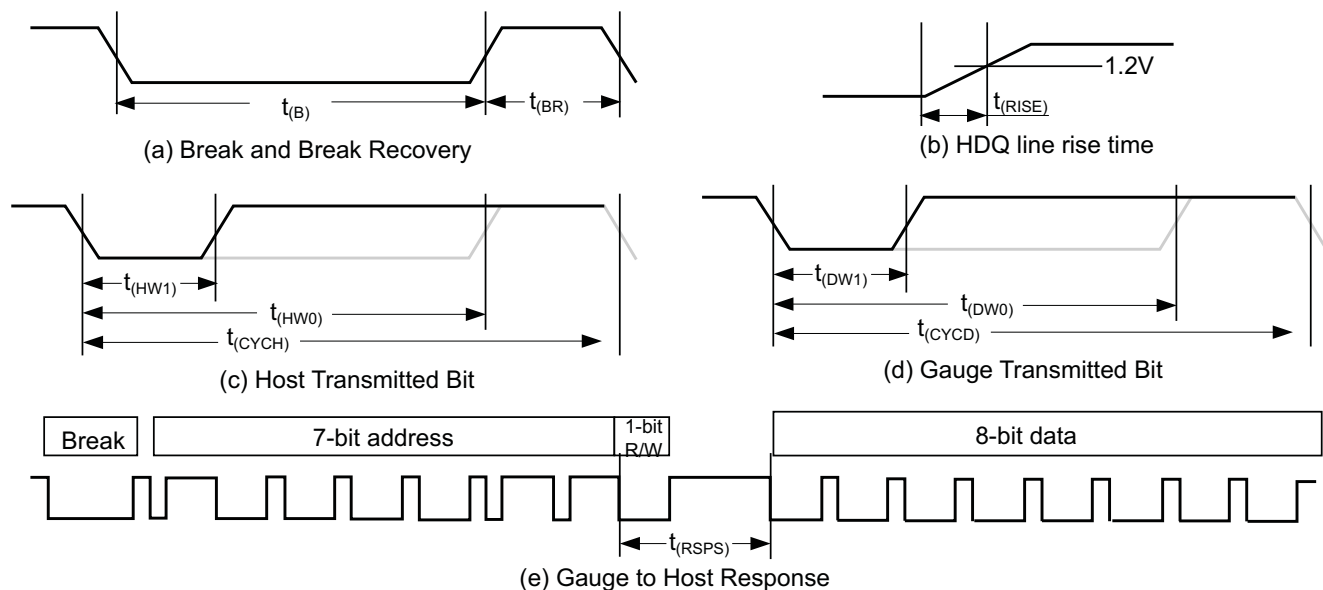 t(B)
t(BR)
(a) Break and Break Recovery
1.2V
t(RISE)
(b) HDQ line rise time
t(HW1)
t(HW0)
t(CYCH)
(c) Host Transmitted Bit
t(DW1)
t(DW0)
t(CYCD)
(d) Gauge Transmitted Bit
Break
7-bit address
1-bit
R/W
8-bit data
t(RSPS)
(e) Gauge to Host Response